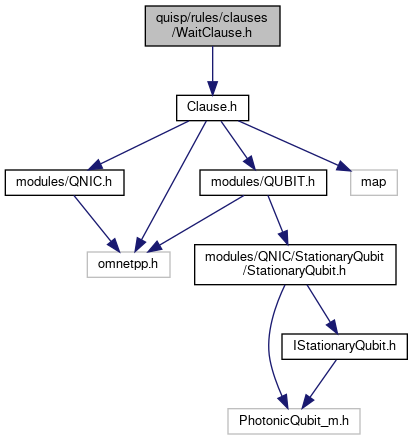 quisp/rules/clauses
/WaitClause.h
Clause.h
modules/QNIC.h
modules/QUBIT.h
map
omnetpp.h
modules/QNIC/StationaryQubit
/StationaryQubit.h
IStationaryQubit.h
PhotonicQubit_m.h